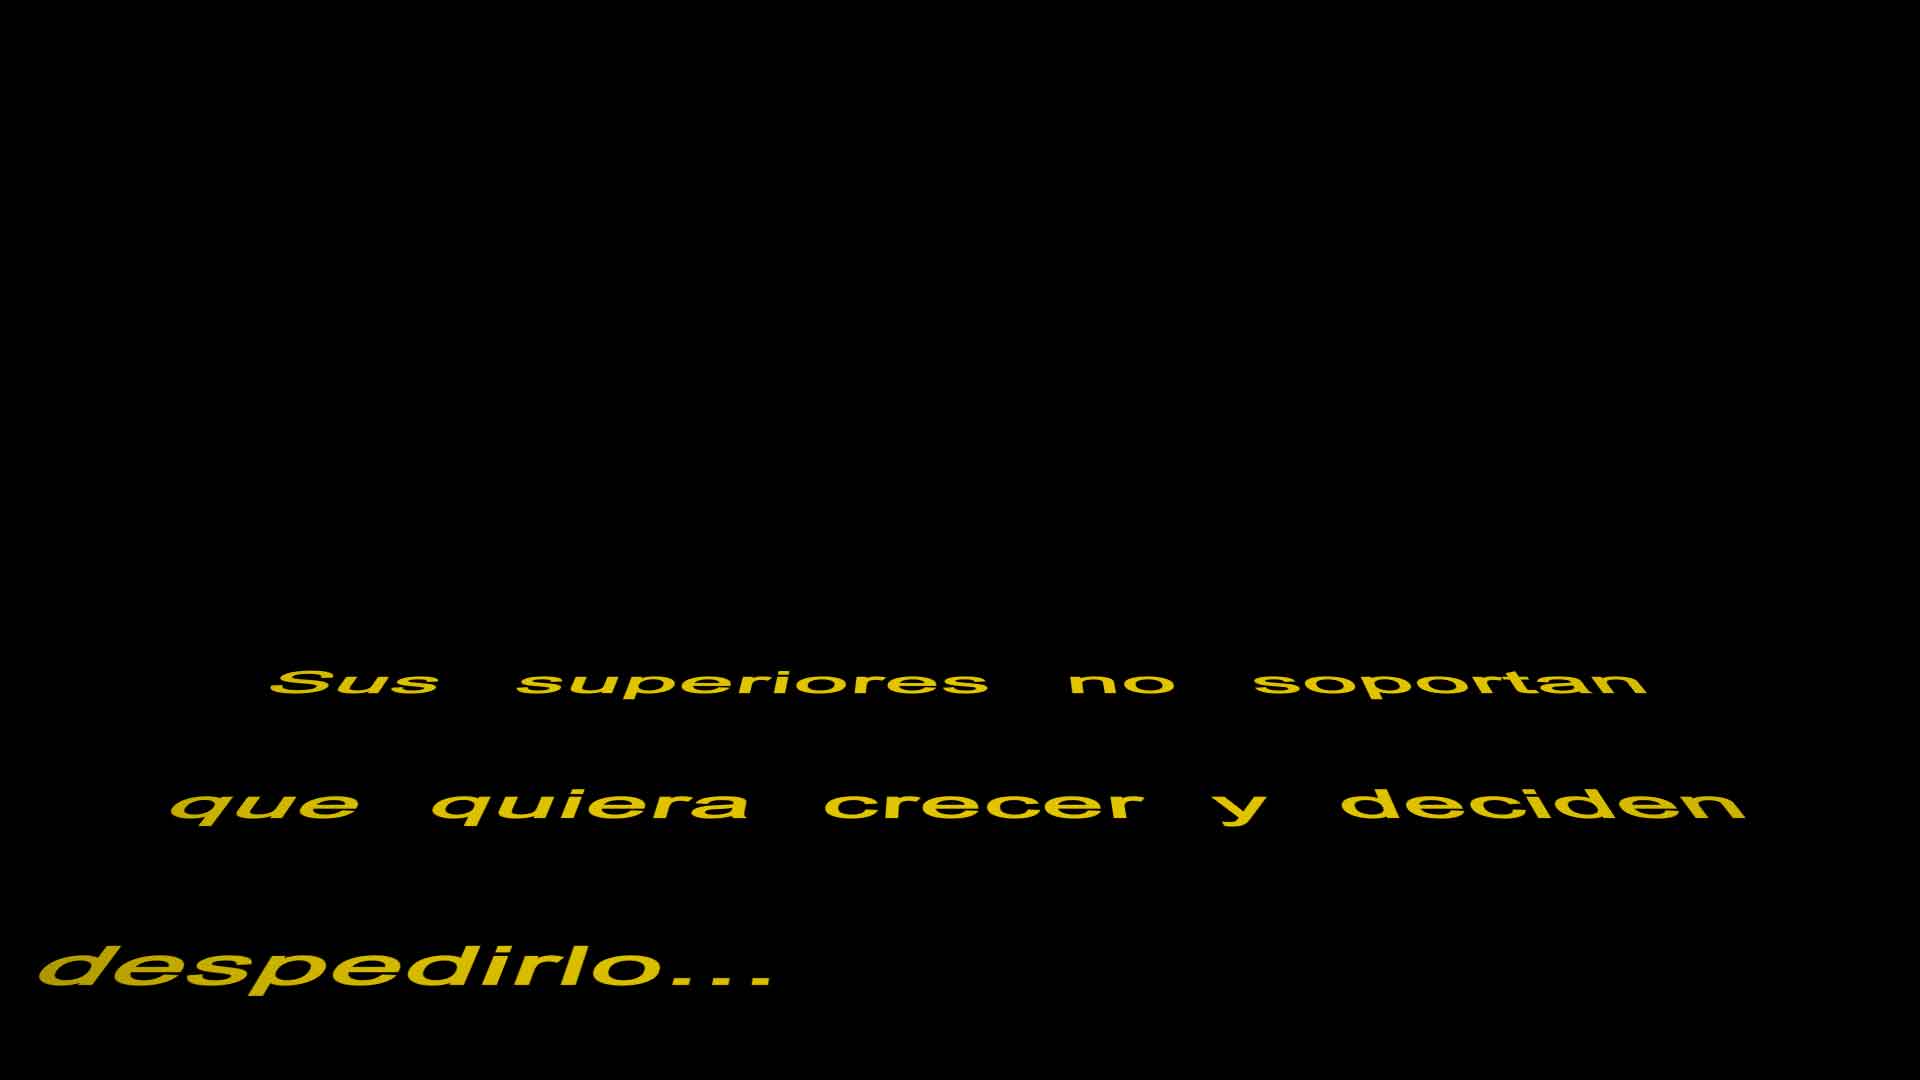 Sus superiores no soportan
que quiera crecer y deciden
despedirlo...